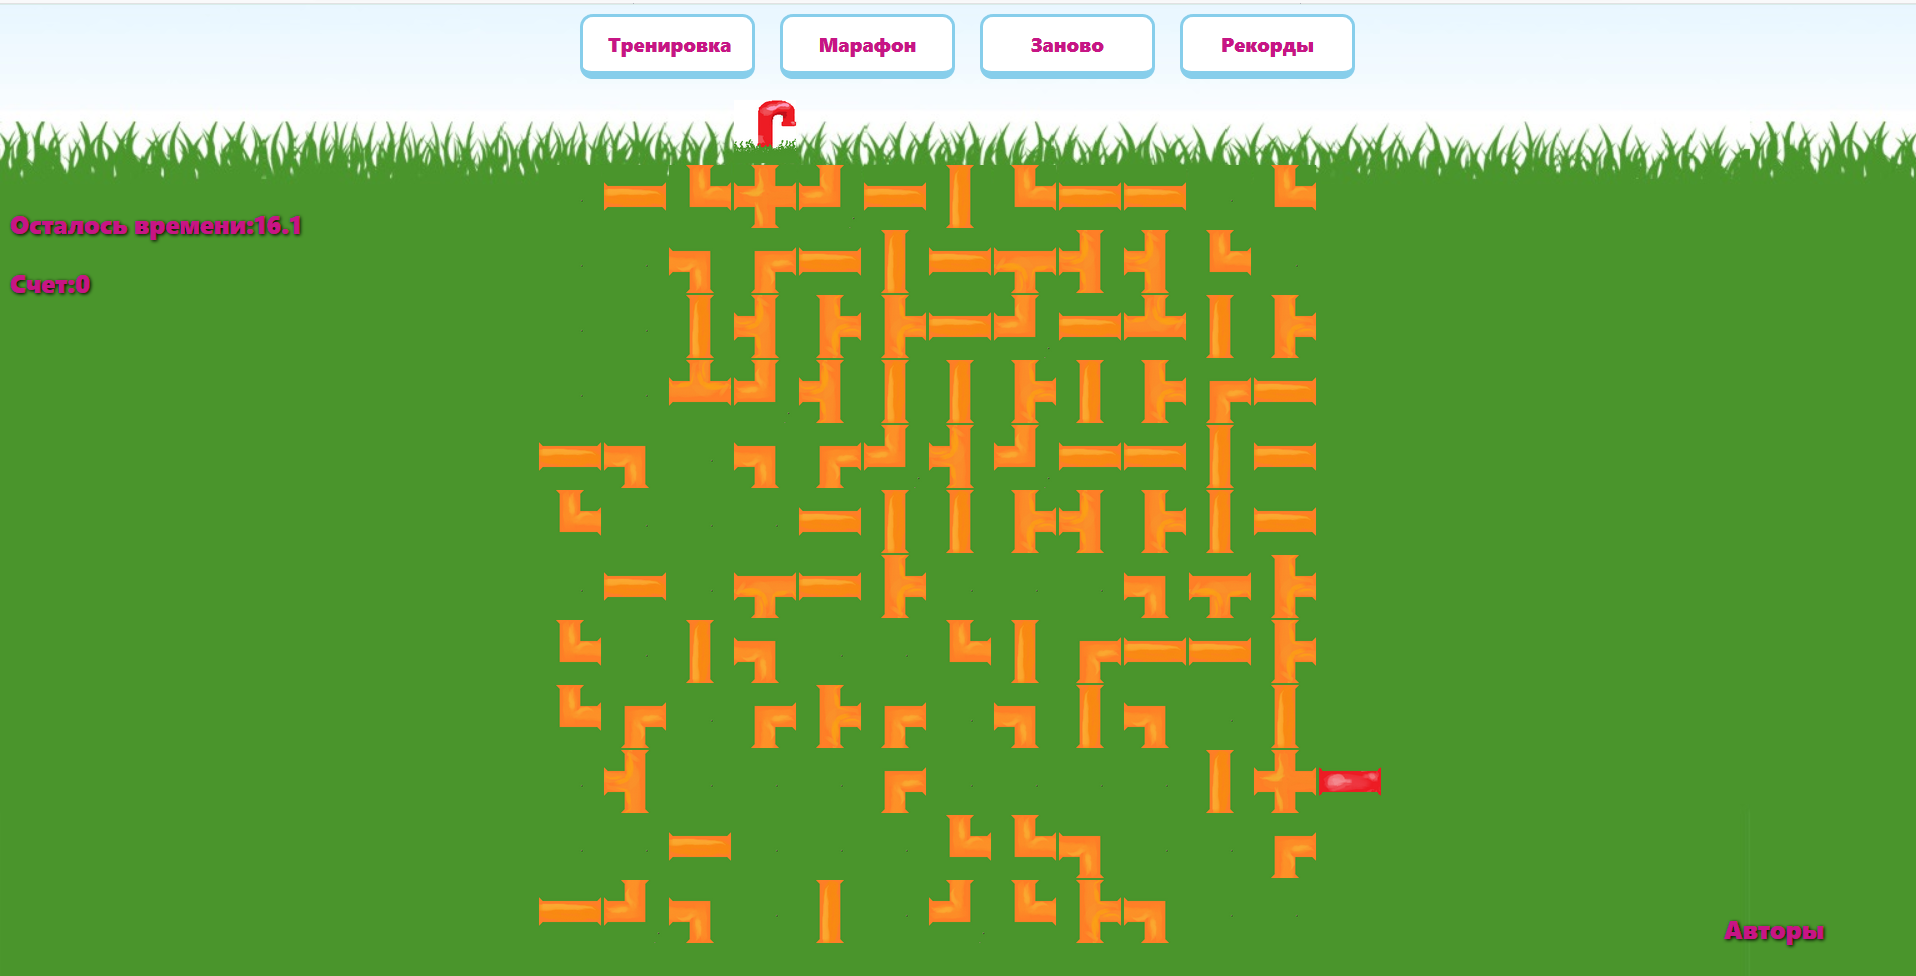 Тренировка
Марафон
Заново
Рекорды
Осталось времени:16.1
Счет:0
Авторы